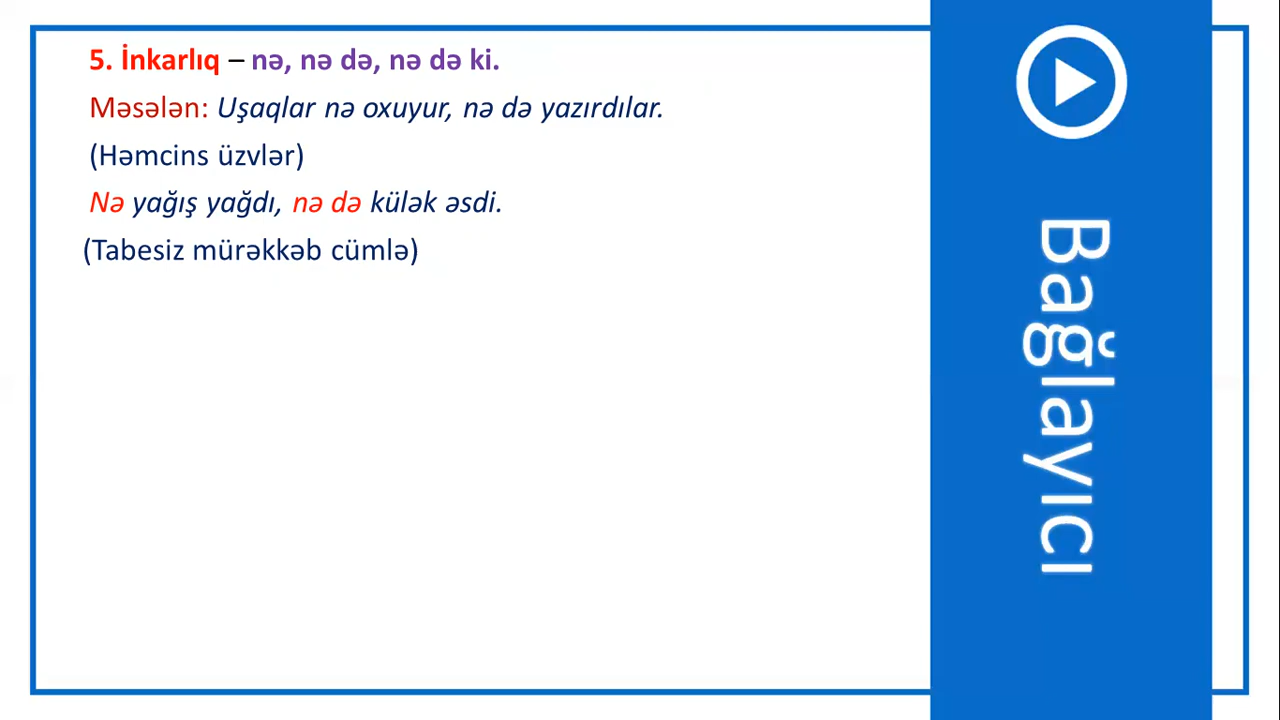 5. İnkarlıq – nə, nə də, nə də ki.
Məsələn: Uşaqlar nə oxuyur, nə də yazırdılar.
(Həmcins üzvlər)
Nə yağış yağdı, nə də külək əsdi.
(Tabesiz mürəkkəb cümlə)
Bağlayıcı